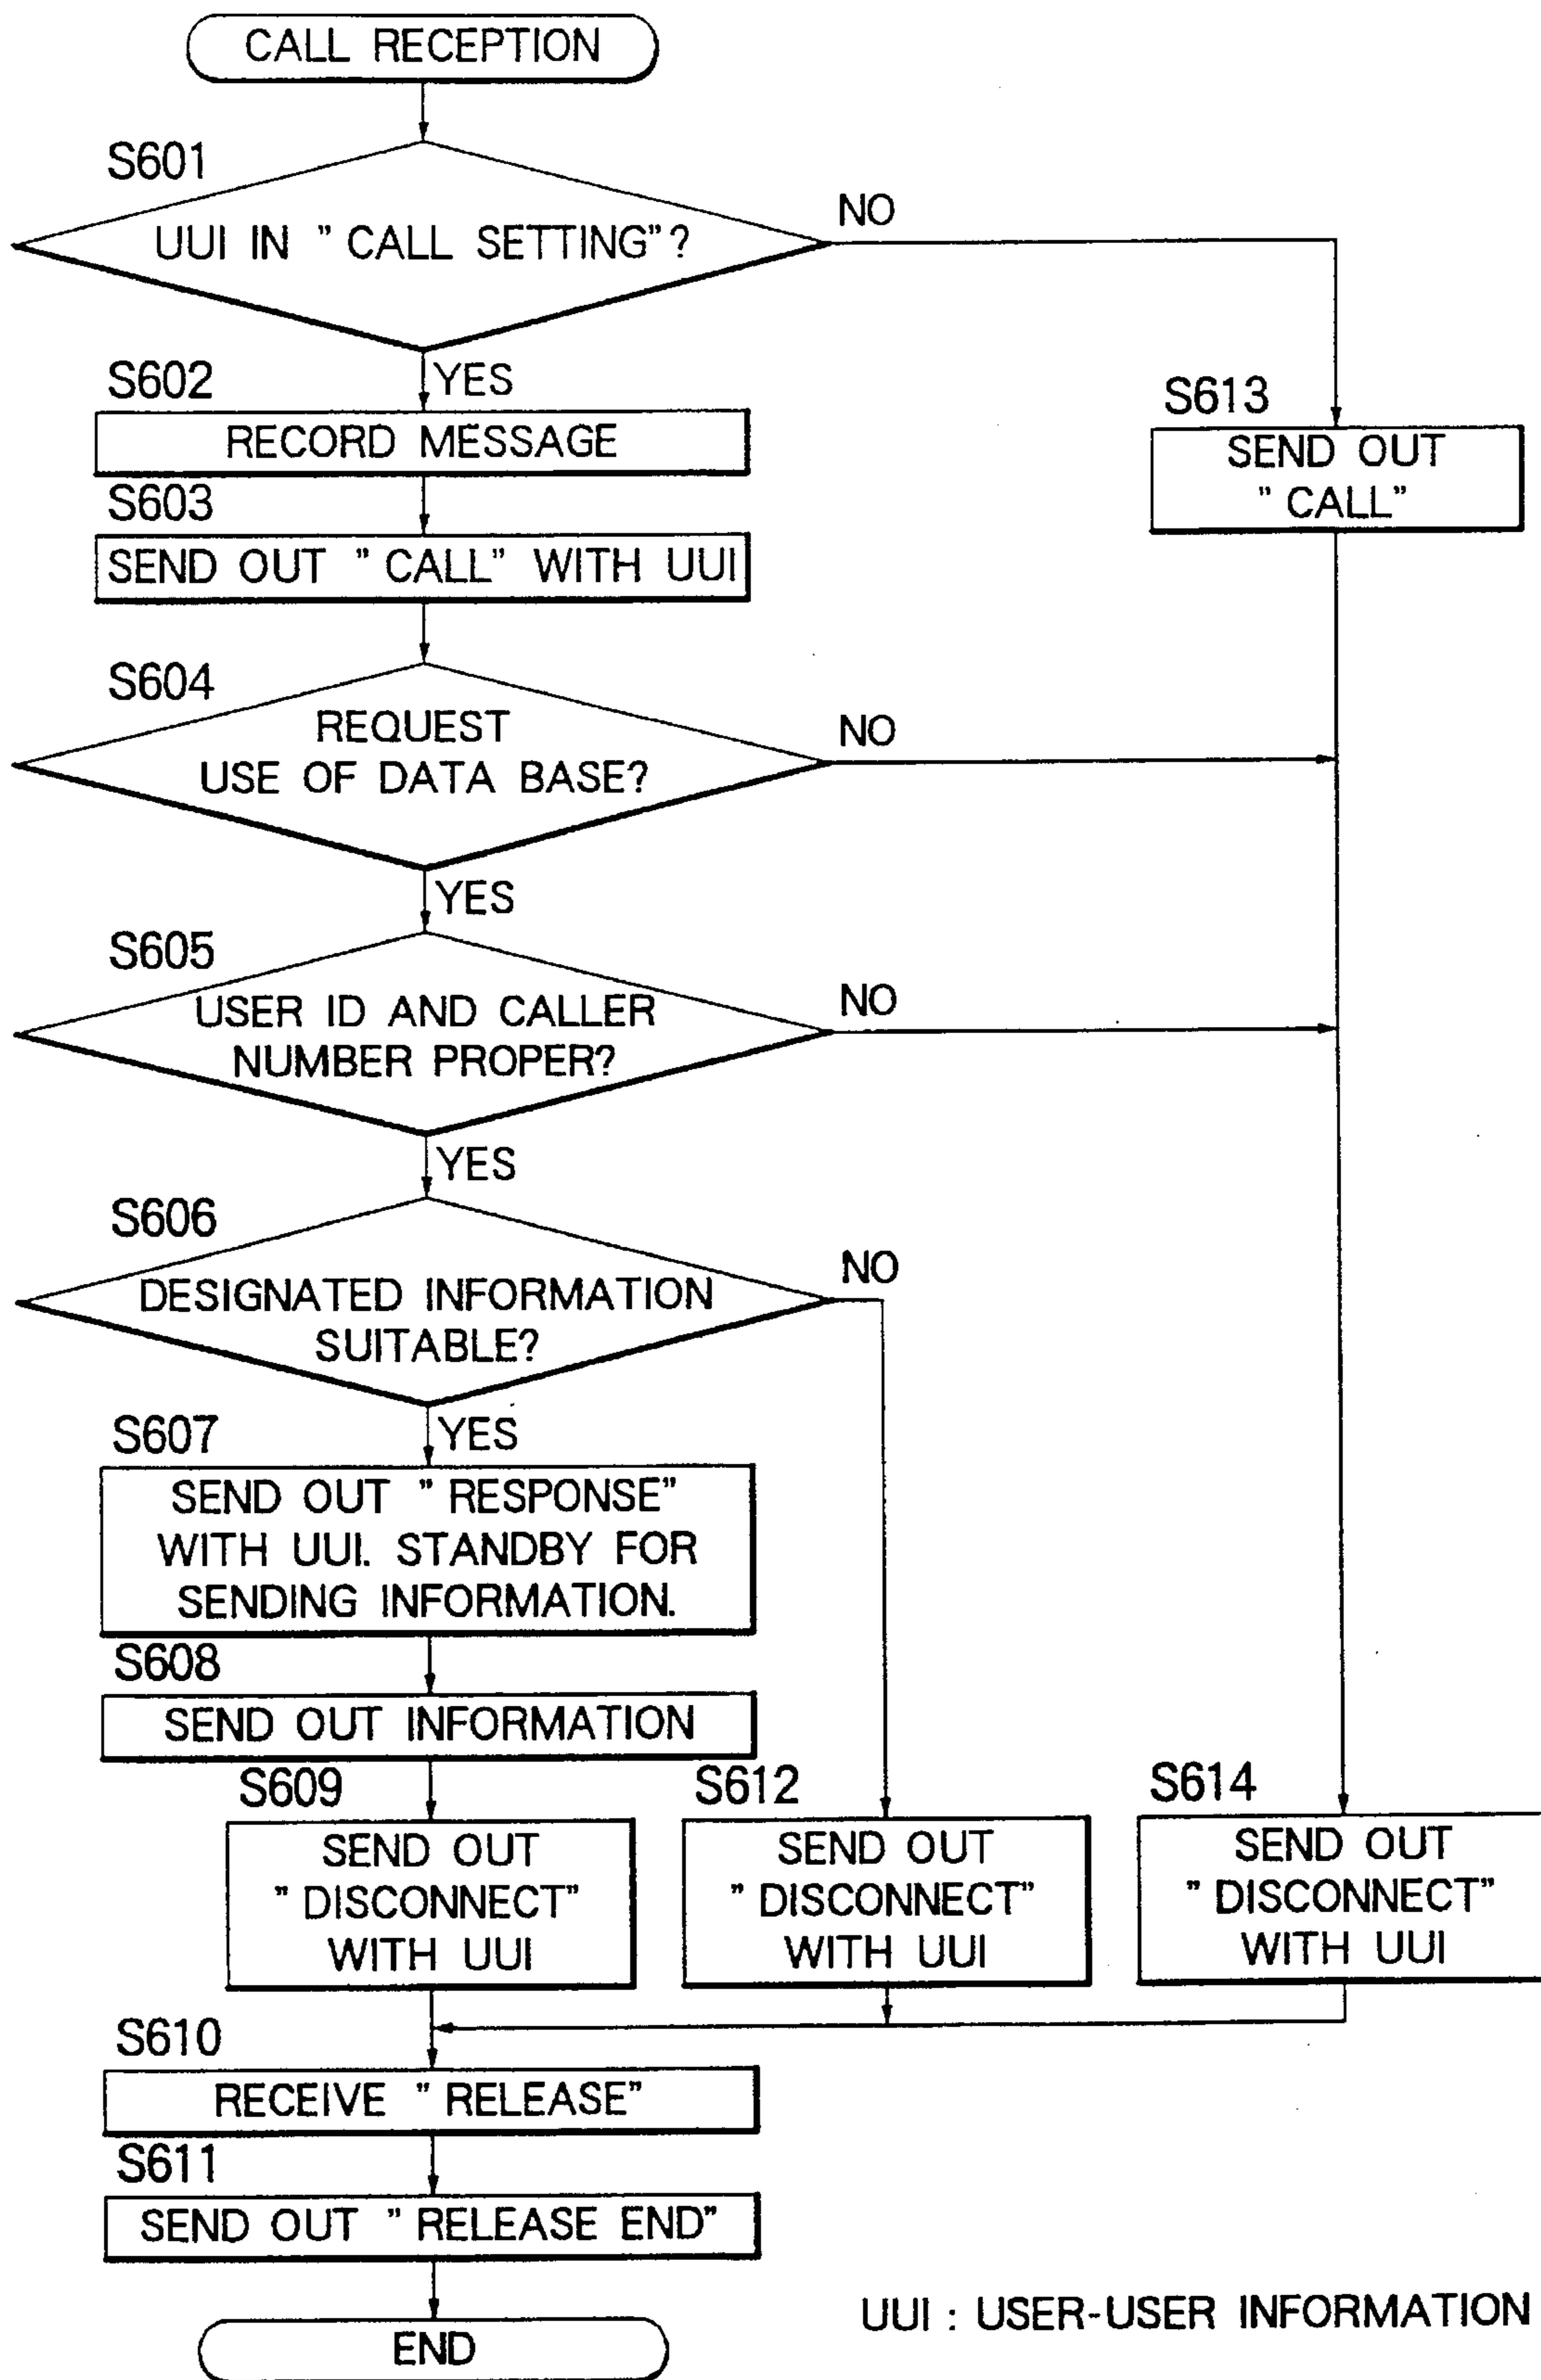 CALL RECEPTION
S601
UUI IN " CALL SETTING" ?
NO
YES
S602
RECORD MESSAGE
S613
SEND OUT
" CALL"
S603
SEND OUT " CALL" WITH UUI
S604
REQUEST
USE OF DATA BASE?
NO
YES
S605
USER ID AND CALLER
NUMBER PROPER?
NO
YES
S606
DESIGNATED INFORMATION
SUITABLE?
NO
YES
S607
SEND OUT " RESPONSE"
WITH UUI. STANDBY FOR
SENDING INFORMATION.
S608
SEND OUT INFORMATION
S609
SEND OUT
" DISCONNECT"
WITH UUI
S612
SEND OUT
" DISCONNECT"
WITH UUI
S614
SEND OUT
" DISCONNECT"
WITH UUI
S610
RECEIVE " RELEASE"
S611
SEND OUT " RELEASE END"
END
UUI : USER-USER INFORMATION